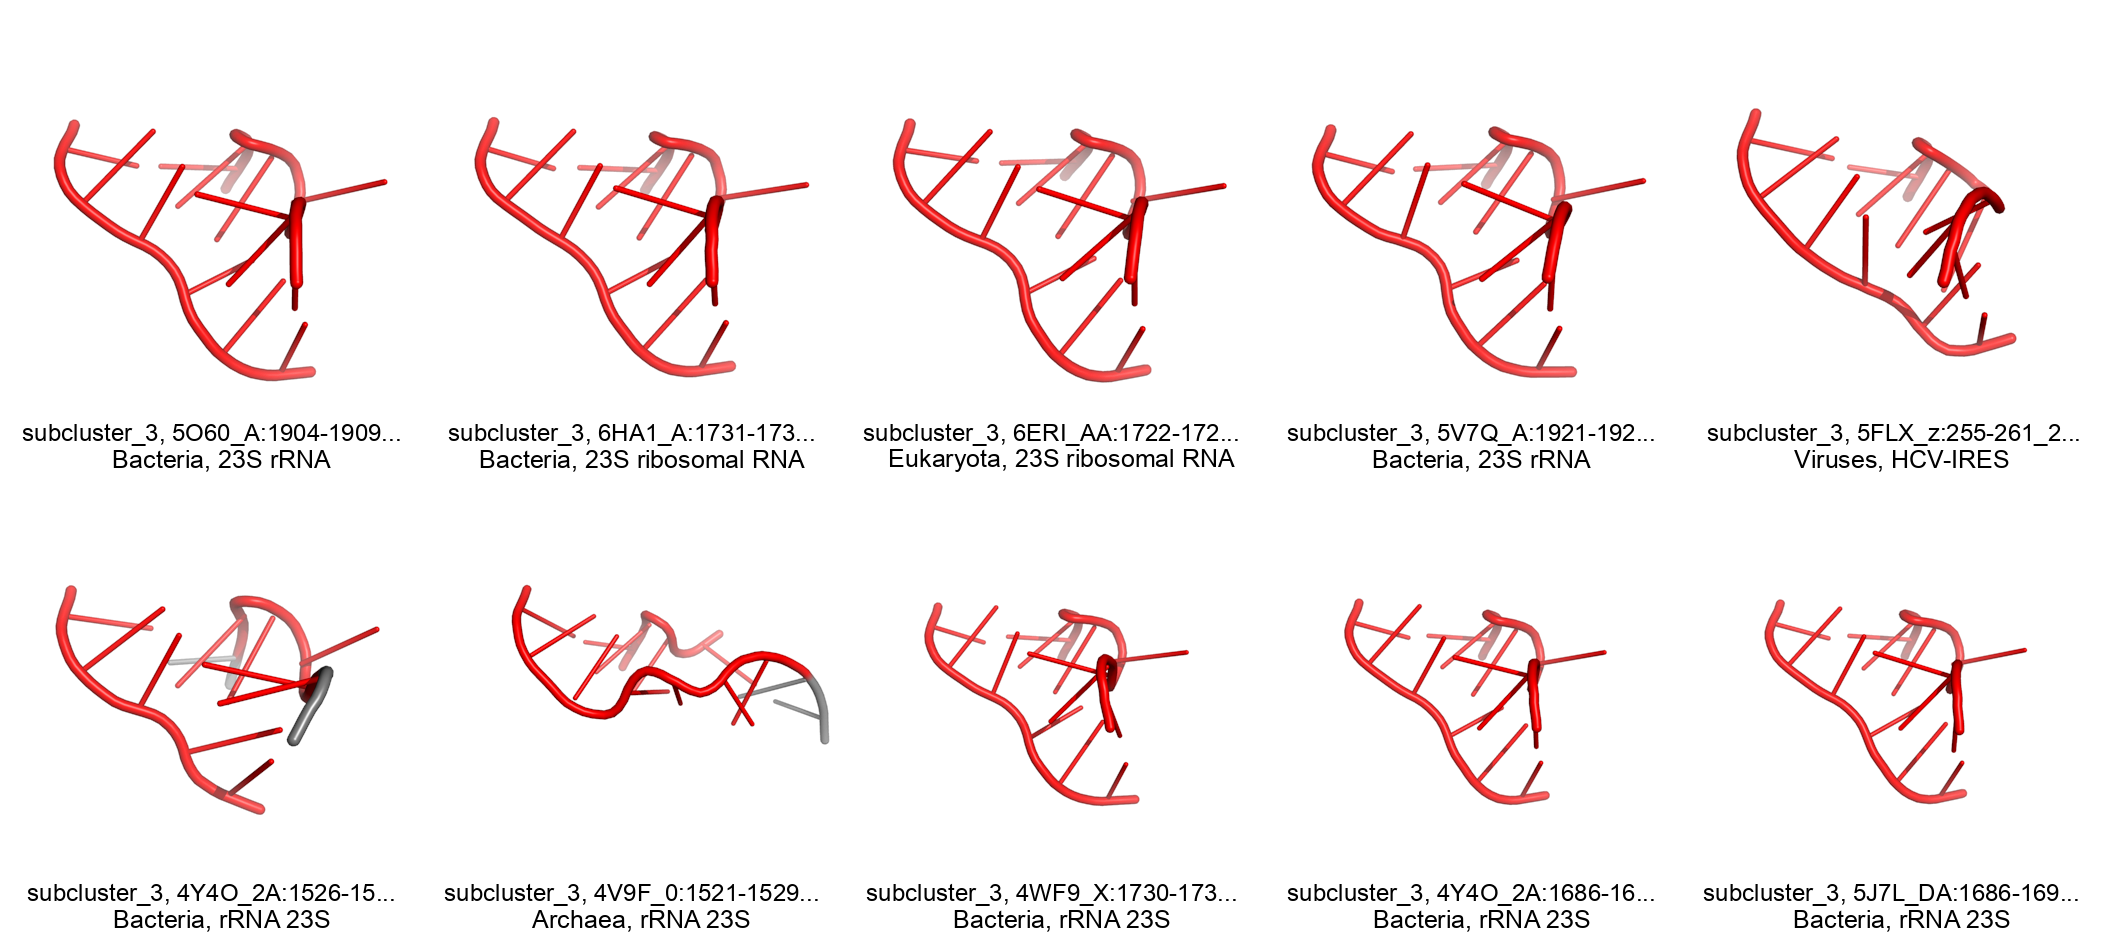 subcluster_3, 5O60_A:1904-1909...
Bacteria, 23S rRNA
subcluster_3, 6HA1_A:1731-173...
Bacteria, 23S ribosomal RNA
subcluster_3, 6ERI_AA:1722-172...
Eukaryota, 23S ribosomal RNA
subcluster_3, 5V7Q_A:1921-192...
Bacteria, 23S rRNA
subcluster_3, 5FLX_z:255-261_2...
Viruses, HCV-IRES
subcluster_3, 4Y4O_2A:1526-15...
Bacteria, rRNA 23S
subcluster_3, 4V9F_0:1521-1529...
Archaea, rRNA 23S
subcluster_3, 4WF9_X:1730-173...
Bacteria, rRNA 23S
subcluster_3, 4Y4O_2A:1686-16...
Bacteria, rRNA 23S
subcluster_3, 5J7L_DA:1686-169...
Bacteria, rRNA 23S